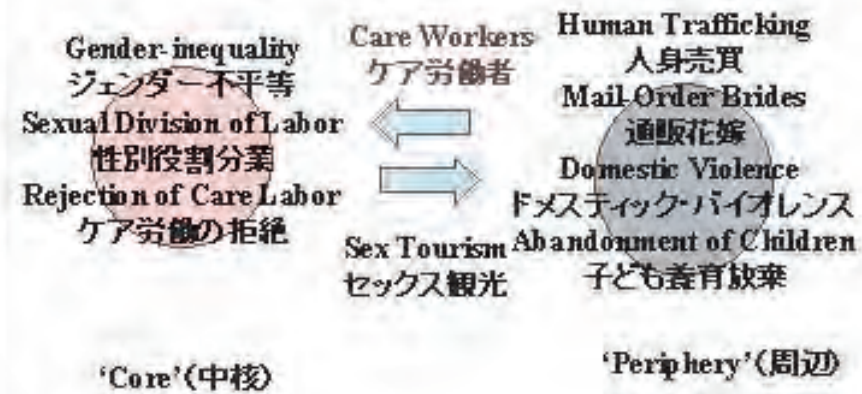 Gender-inequality
ジェンダー不平等
Sexual Division of Labor
性別役割分業
Rejection of Care Labor
ケア労働の拒絶
Care Workers
ケア労働者
Sex Tourism
セックス観光
Human Trafficking
人身売買
Mail-Order Brides
通販花嫁
Domestic Violence
ドメスティック・バイオレンス
Abandonment of Children
子ども養育放棄
‘Core’(中核)
‘Periphery’(周辺)